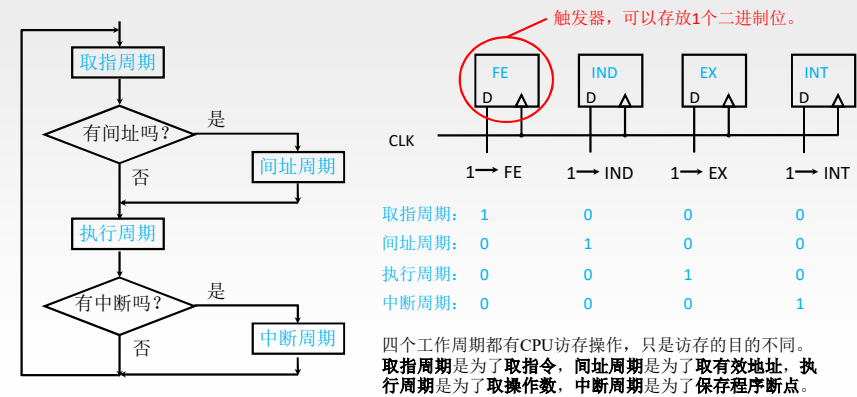 取指周期
有间址吗?
是
间址周期
否
执行周期
有中断吗?
是
中断周期
否
触发器，可以存放1个二进制位。
FE IND EX INT
D D D D
CLK
1→ FE 1→ IND 1→ EX 1→ INT
取指周期： 1 0 0 0
间址周期： 0 1 0 0
执行周期： 0 0 1 0
中断周期： 0 0 0 1
四个工作周期都有CPU访存操作，只是访存的目的不同。
取指周期是为了取指令，间址周期是为了取有效地址，执
行周期是为了取操作数，中断周期是为了保存程序断点。